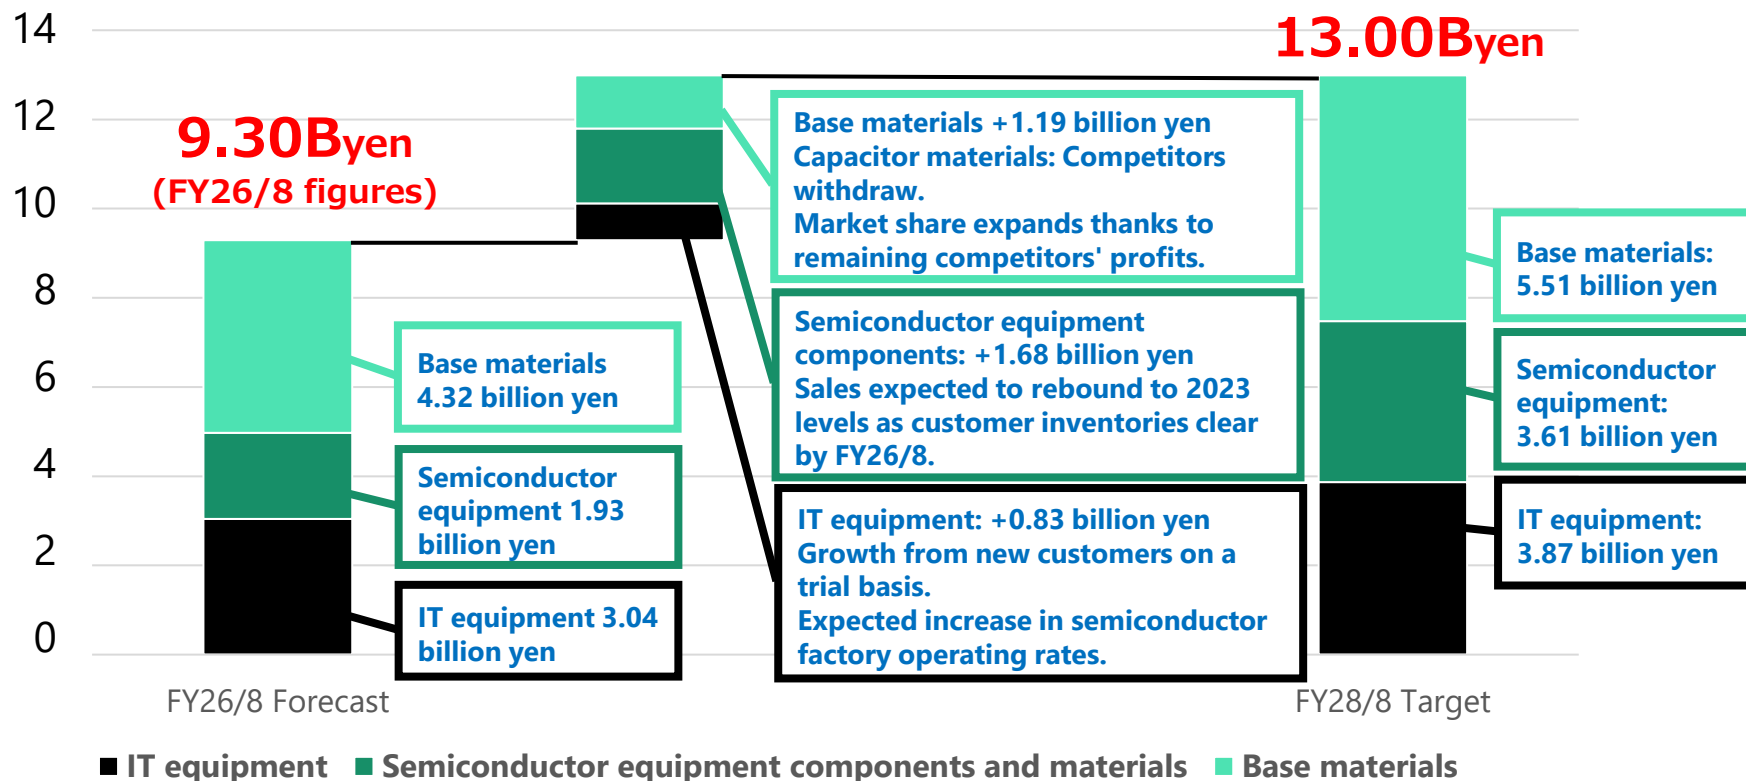 14
12
10
8
6
4
2
0
9.30Byen
(FY26/8 figures)
13.00Byen
Base materials
4.32 billion yen
Semiconductor
equipment 1.93
billion yen
IT equipment 3.04
billion yen
Base materials +1.19 billion yen
Capacitor materials: Competitors
withdraw.
Market share expands thanks to
remaining competitors' profits.
Semiconductor equipment
components: +1.68 billion yen
Sales expected to rebound to 2023
levels as customer inventories clear
by FY26/8.
IT equipment: +0.83 billion yen
Growth from new customers on a
trial basis.
Expected increase in semiconductor
factory operating rates.
Base materials:
5.51 billion yen
Semiconductor
equipment:
3.61 billion yen
IT equipment:
3.87 billion yen
FY26/8 Forecast
FY28/8 Target
IT equipment
Semiconductor equipment components and materials
Base materials